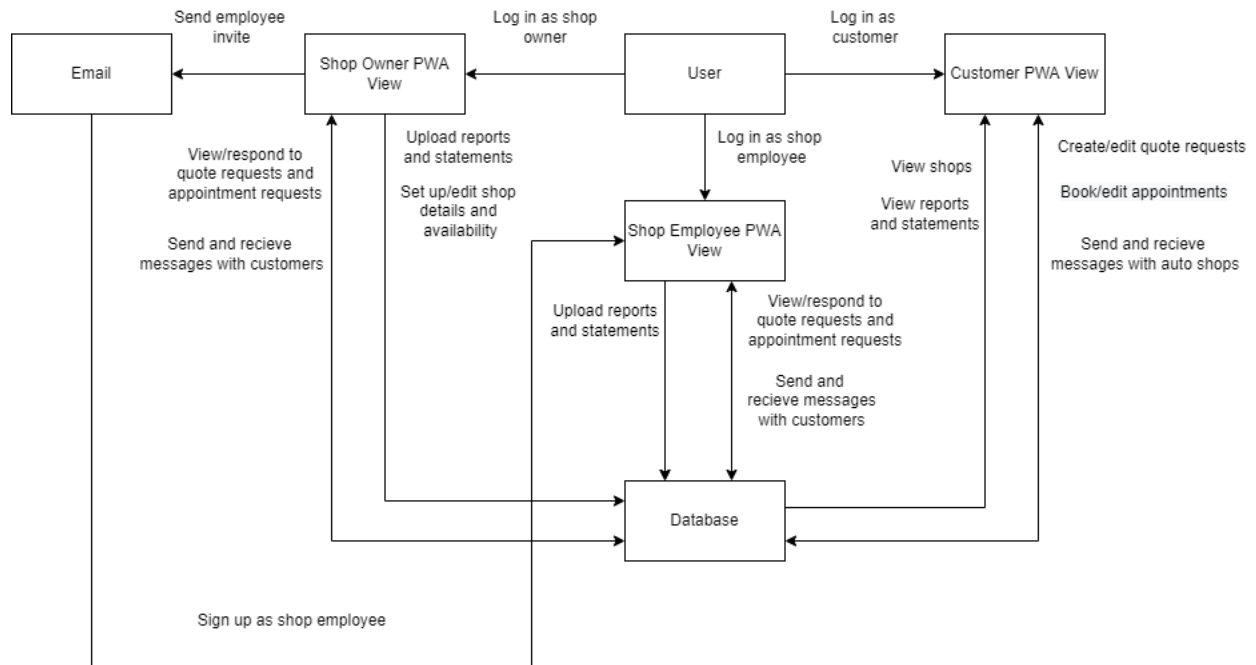 Send employee
invite
Log in as shop
owner
Log in as
customer
Email
Shop Owner PWA
View
User
Customer PWA View
View/respond to
quote requests and
appointment requests
Send and recieve
messages with customers
Upload reports
and statements
Set up/edit shop
details and
availability
Log in as shop
employee
View shops
View reports
and statements
Create/edit quote requests
Book/edit appointments
Send and recieve
messages with auto shops
Shop Employee PWA
View
Upload reports
and statements
View/respond to
quote requests and
appointment requests
Send and
recieve messages
with customers
Database
Sign up as shop employee